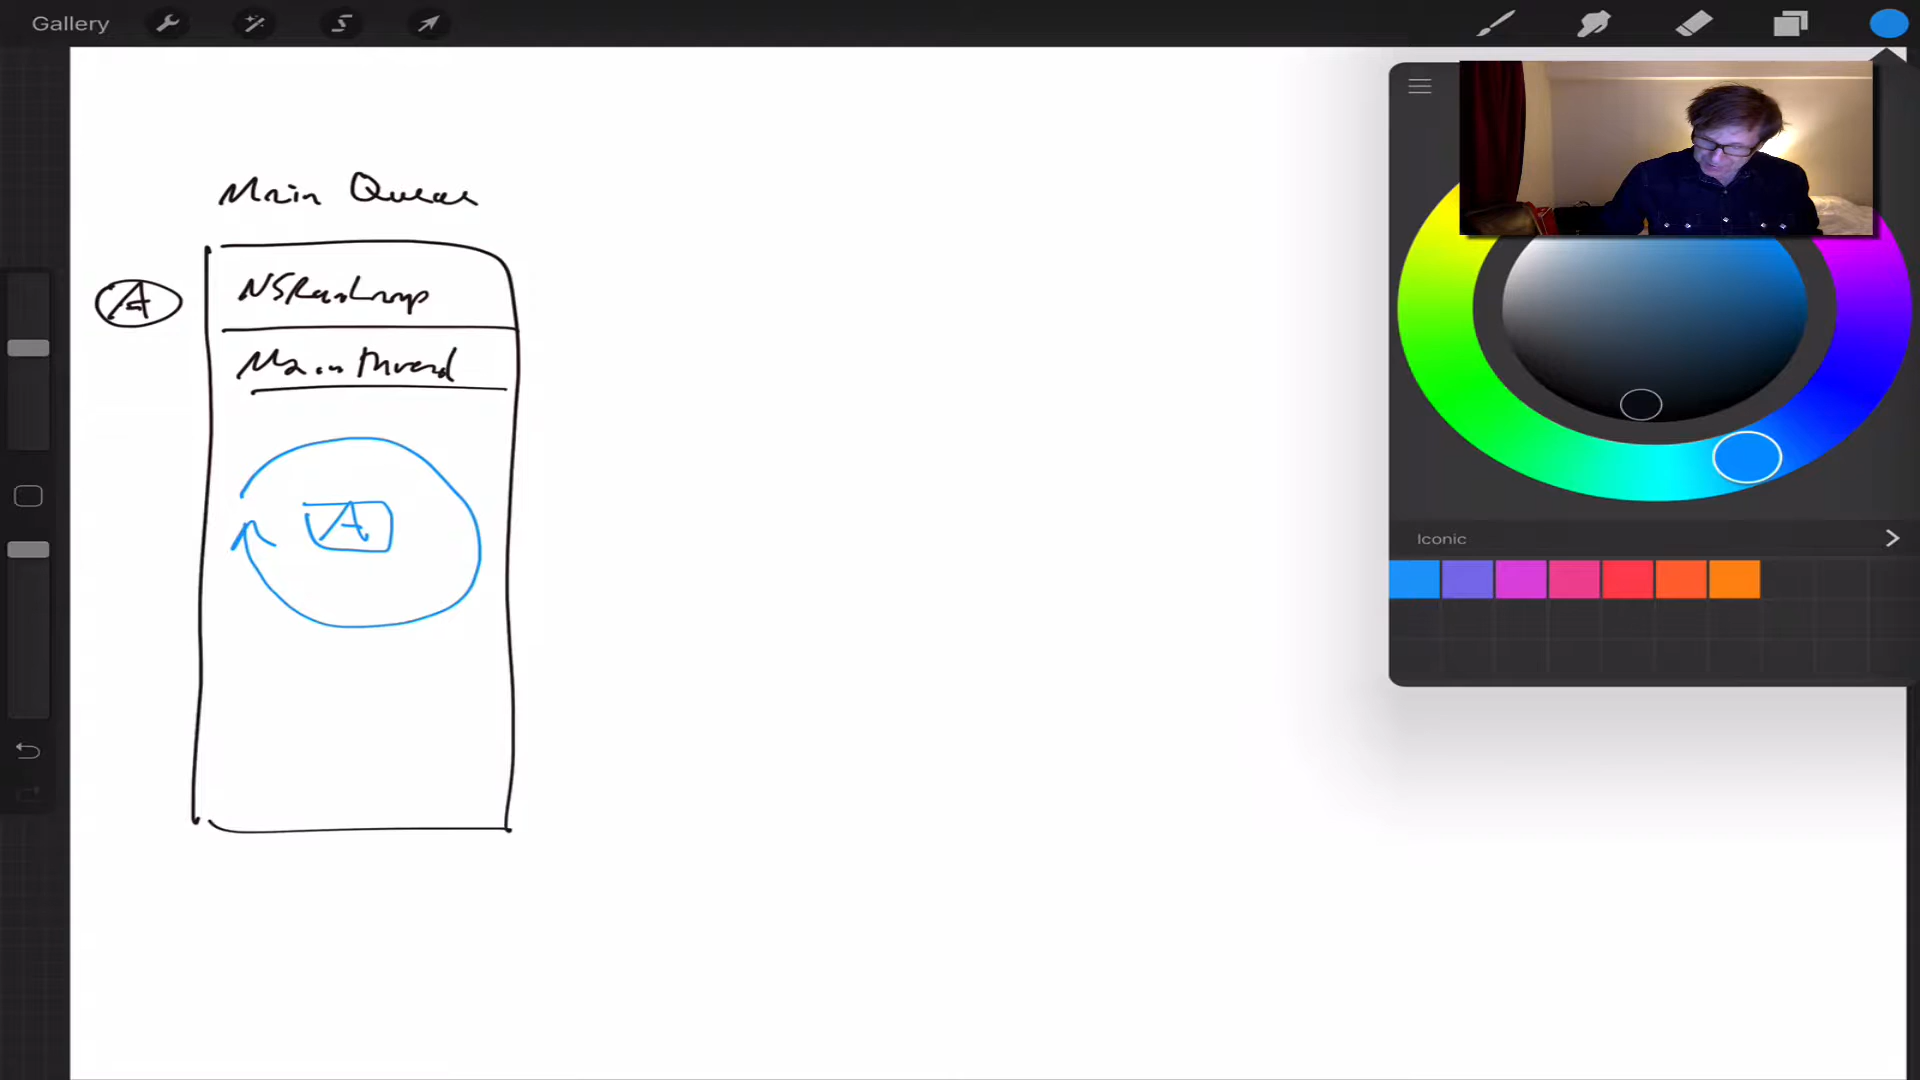 Gallery
Main Queue
A
NSRunLoop
Main Thread
A
Iconic